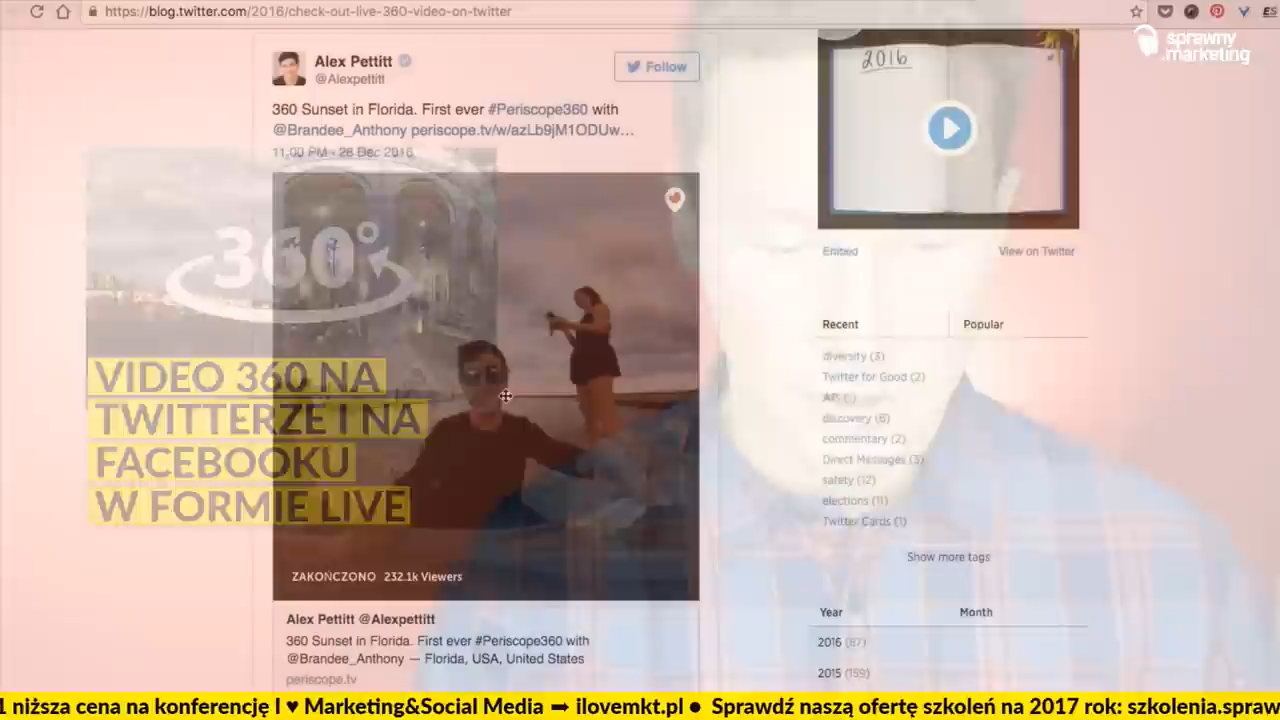 https://blog.twitter.com/2016/check-out-live-360-video-on-twitter
ES
sprawny
.marketing
Alex Pettitt
@Alexpettitt
Follow
360 Sunset in Florida. First ever #Periscope360 with
@Brandee_Anthony periscope.tv/w/azLb9jM1ODUw…
11:00 PM - 28 Dec 2016
2016
360°
VIDEO 360 NA
TWITTERZE I NA
FACEBOOKU
W FORMIE LIVE
ZAKOŃCZONO 232.1k Viewers
Alex Pettitt @Alexpettitt
360 Sunset in Florida. First ever #Periscope360 with
@Brandee_Anthony — Florida, USA, United States
periscope.tv
Embed View on Twitter
Recent Popular
diversity (3)
Twitter for Good (2)
API
discovery (6)
commentary (2)
Direct Messages (3)
safety (12)
elections (11)
Twitter Cards (1)
Show more tags
Year Month
2016 (87)
2015 (159)
1 niższa cena na konferencję I ♥ Marketing&Social Media ➡ ilovemkt.pl ● Sprawdź naszą ofertę szkoleń na 2017 rok: szkolenia.spraw